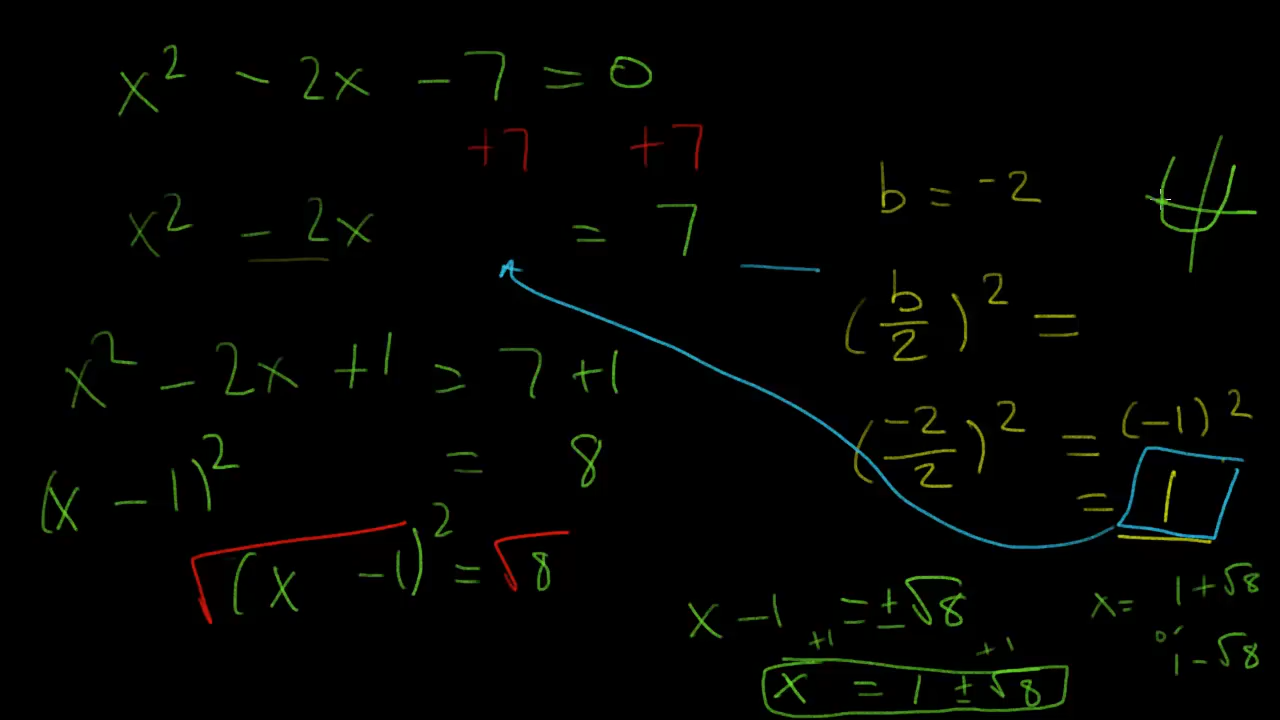 x² - 2x - 7 = 0
+7 +7
x² - 2x = 7
x² - 2x + 1 = 7 + 1
(x - 1)² = 8
√(x - 1)² = √8
b = -2
(b/2)² =
(-2/2)² = (-1)²
= 1
x - 1 = ±√8
+1 +1
x = 1 ± √8
x = 1 + √8
or
1 - √8